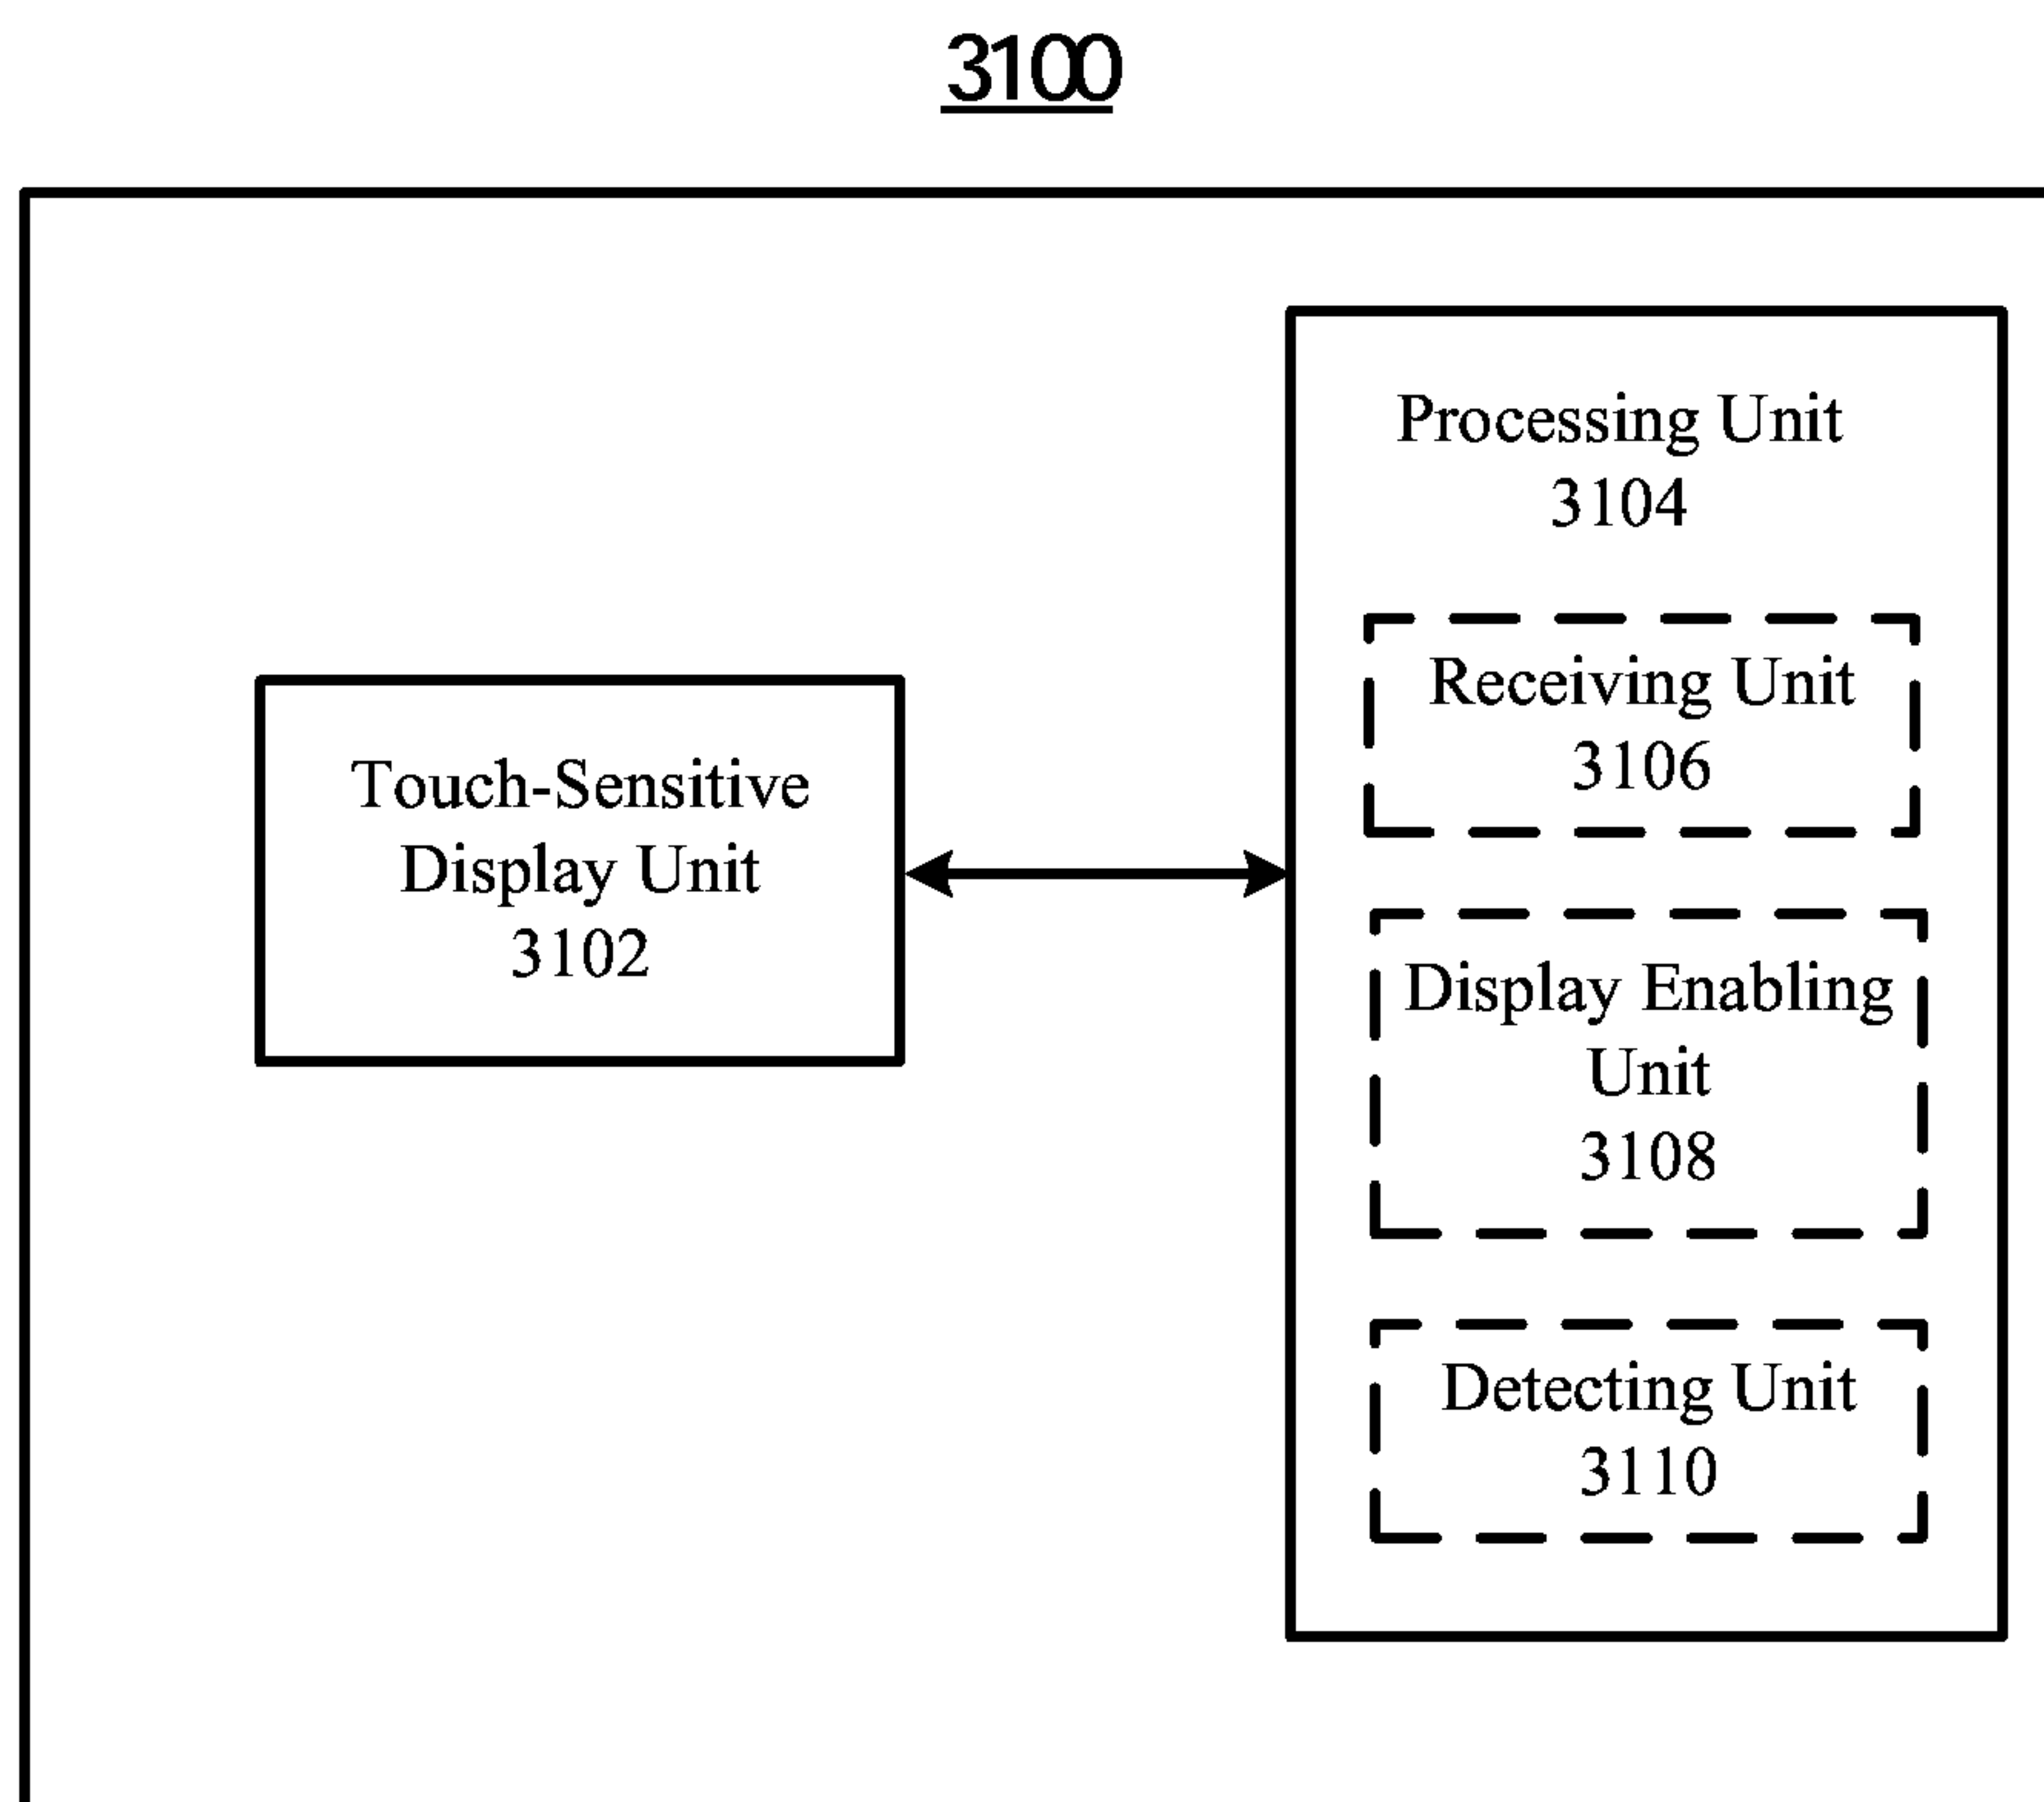 3100
Processing Unit
3104
Receiving Unit
3106
Touch-Sensitive
Display Unit
3102
Display Enabling
Unit
3108
Detecting Unit
3110